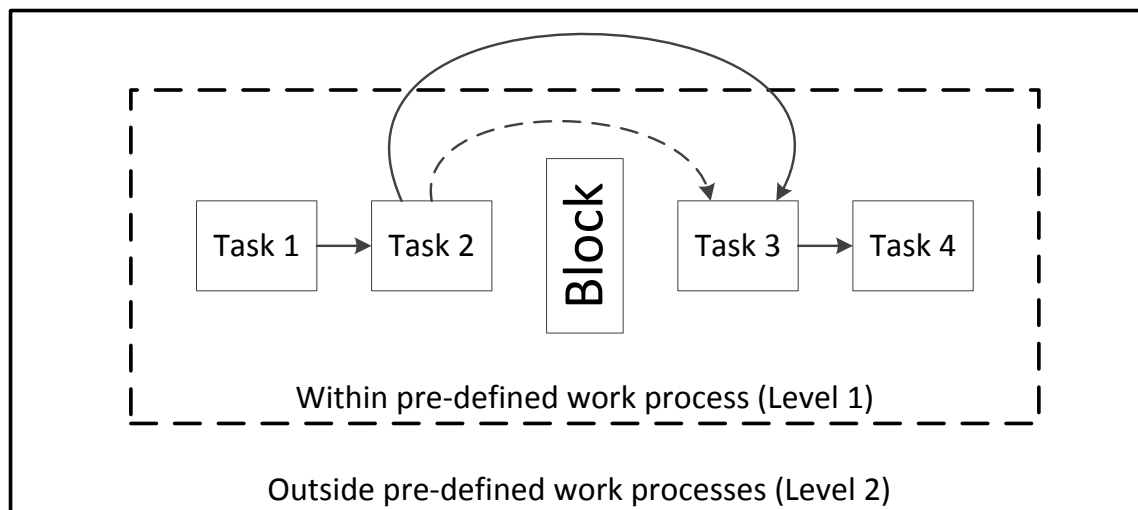 Task 1
Task 2
Block
Task 3
Task 4
Within pre-defined work process (Level 1)
Outside pre-defined work processes (Level 2)